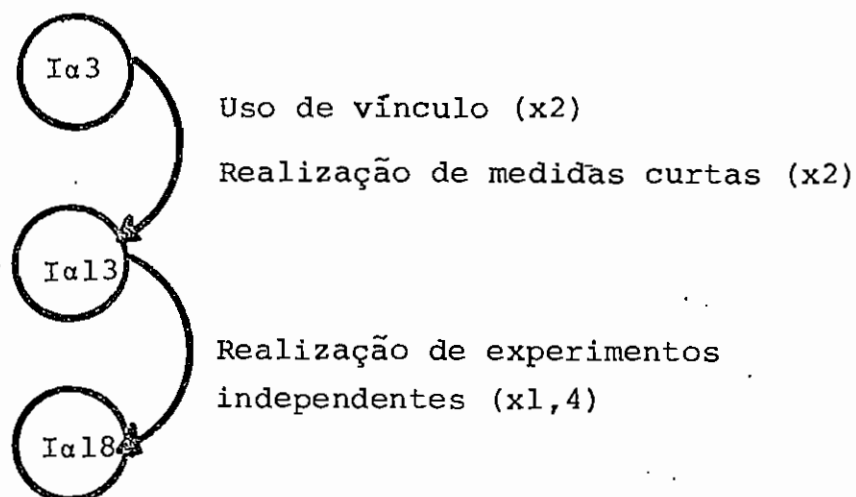 Iα3
Uso de vínculo (x2)
Realização de medidas curtas (x2)
Iα13
Realização de experimentos
independentes (x1,4)
Iα18